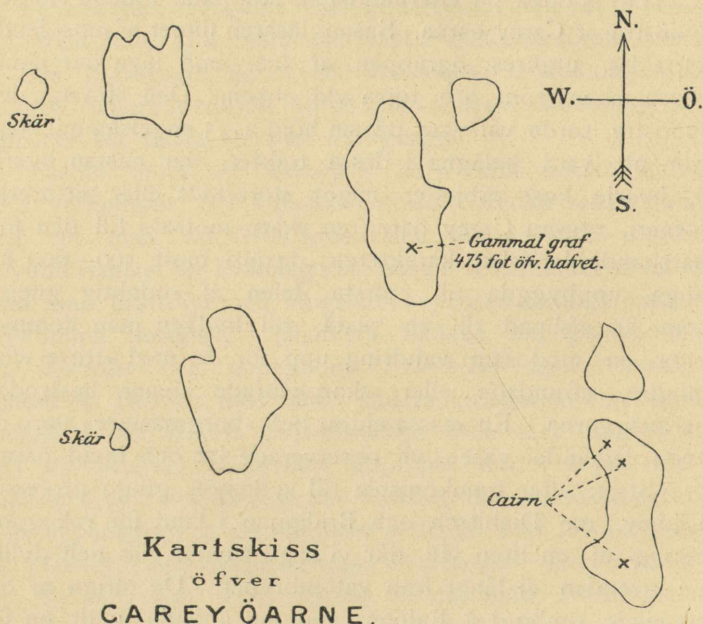 N.
W.
Ö.
S.
Skär
Gammal graf
475 fot öfv. hafvet.
Skär
Cairn
Kartskiss
öfver
CAREY ÖARNE.